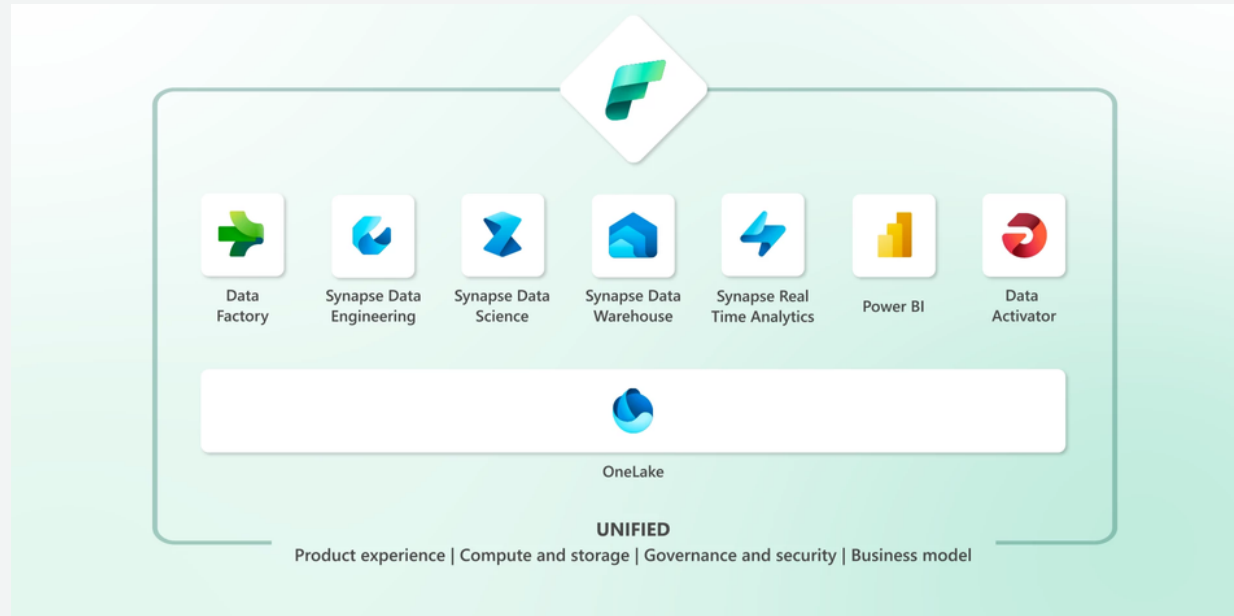 Data
Factory
Synapse Data
Engineering
Synapse Data
Science
Synapse Data
Warehouse
Synapse Real
Time Analytics
Power BI
Data
Activator
OneLake
UNIFIED
Product experience | Compute and storage | Governance and security | Business model